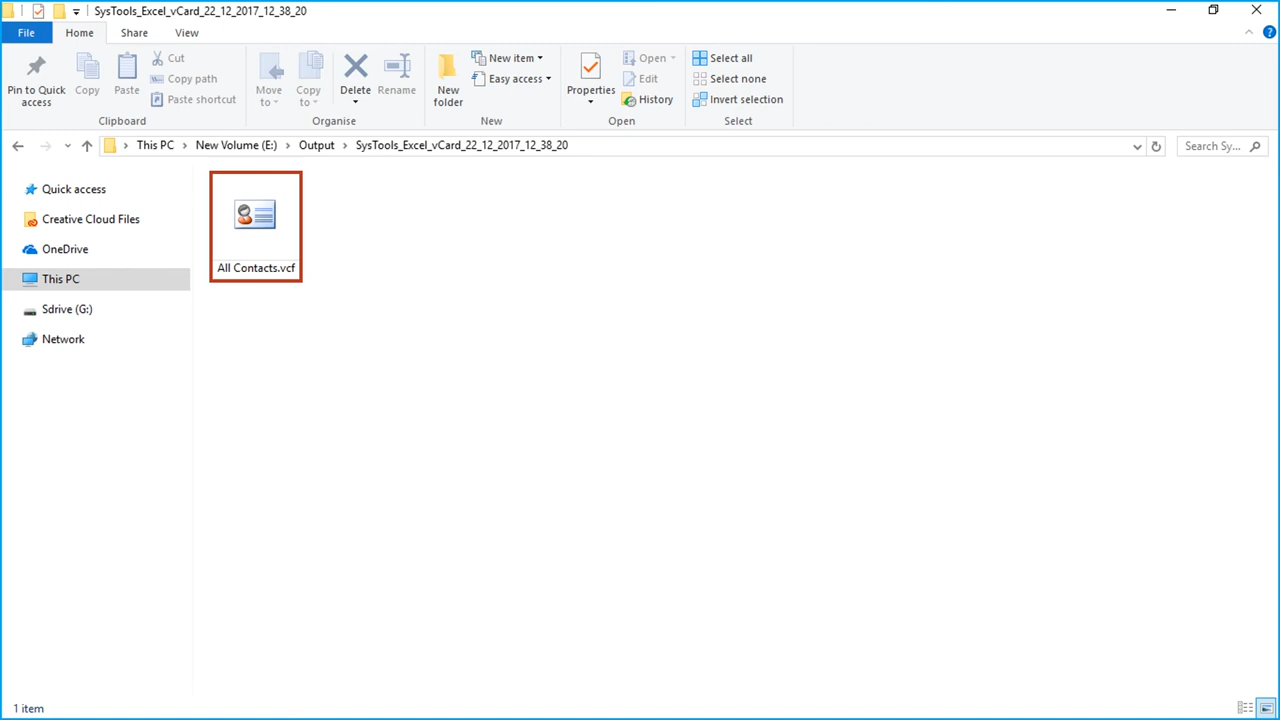 SysTools_Excel_vCard_22_12_2017_12_38_20
File Home Share View
Pin to Quick access
Copy
Paste
Cut
Copy path
Paste shortcut
Clipboard
Move to
Copy to
Delete
Rename
Organise
New folder
New item
Easy access
New
Properties
Open
Edit
History
Open
Select all
Select none
Invert selection
Select
This PC New Volume (E:) Output SysTools_Excel_vCard_22_12_2017_12_38_20
Search Sy...
Quick access
Creative Cloud Files
OneDrive
This PC
Sdrive (G:)
Network
All Contacts.vcf
1 item